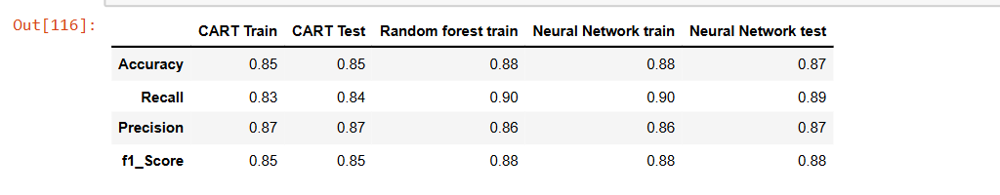 Out[116]:
CART Train CART Test Random forest train Neural Network train Neural Network test
Accuracy 0.85 0.85 0.88 0.88 0.87
Recall 0.83 0.84 0.90 0.90 0.89
Precision 0.87 0.87 0.86 0.86 0.87
f1_Score 0.85 0.85 0.88 0.88 0.88